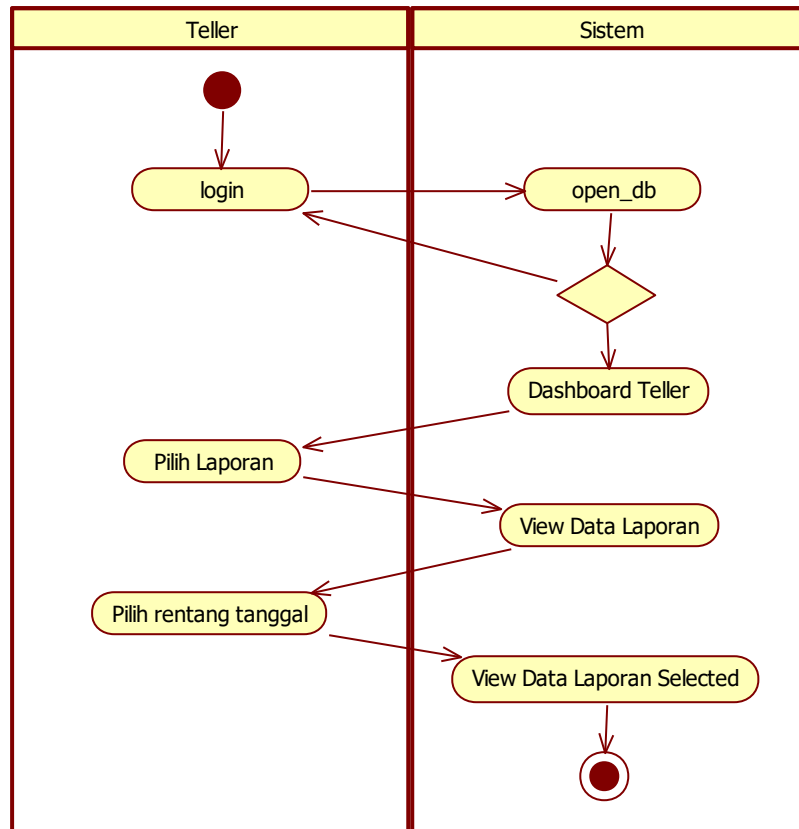 Teller
Sistem
login
open_db
Dashboard Teller
Pilih Laporan
View Data Laporan
Pilih rentang tanggal
View Data Laporan Selected